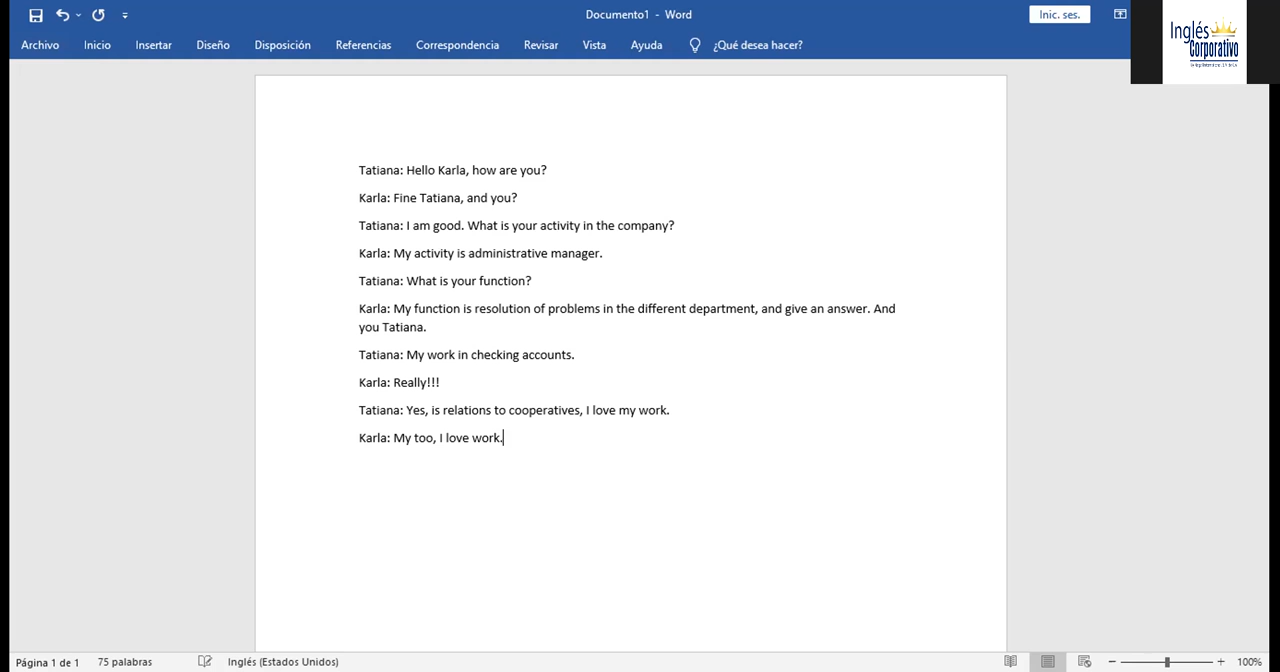 Documento1 - Word
Inic. ses.
Archivo Inicio Insertar Diseño Disposición Referencias Correspondencia Revisar Vista Ayuda ¿Qué desea hacer?
Inglés
Corporativo
Tatiana: Hello Karla, how are you?
Karla: Fine Tatiana, and you?
Tatiana: I am good. What is your activity in the company?
Karla: My activity is administrative manager.
Tatiana: What is your function?
Karla: My function is resolution of problems in the different department, and give an answer. And
you Tatiana.
Tatiana: My work in checking accounts.
Karla: Really!!!
Tatiana: Yes, is relations to cooperatives, I love my work.
Karla: My too, I love work.
Página 1 de 1 75 palabras Inglés (Estados Unidos) 100%